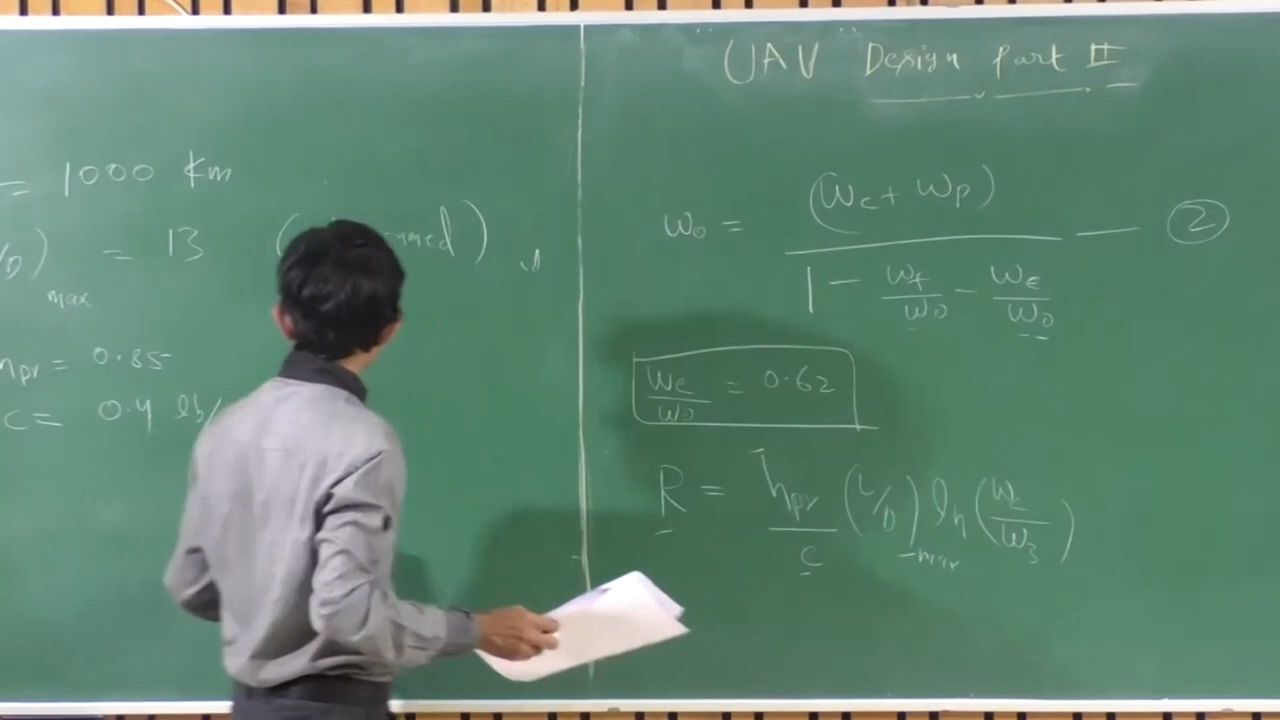 = 1000 Km
/D) max = 13 ( umed)
ηpr = 0.85
c = 0.4 lb/
"UAV" Design Part II
W₀ = (Wc + Wp) / (1 − Wf/W₀ − We/W₀) — ②
We/W₀ = 0.62
R = ηpr/c (L/D)max ln (W₂/W₃)